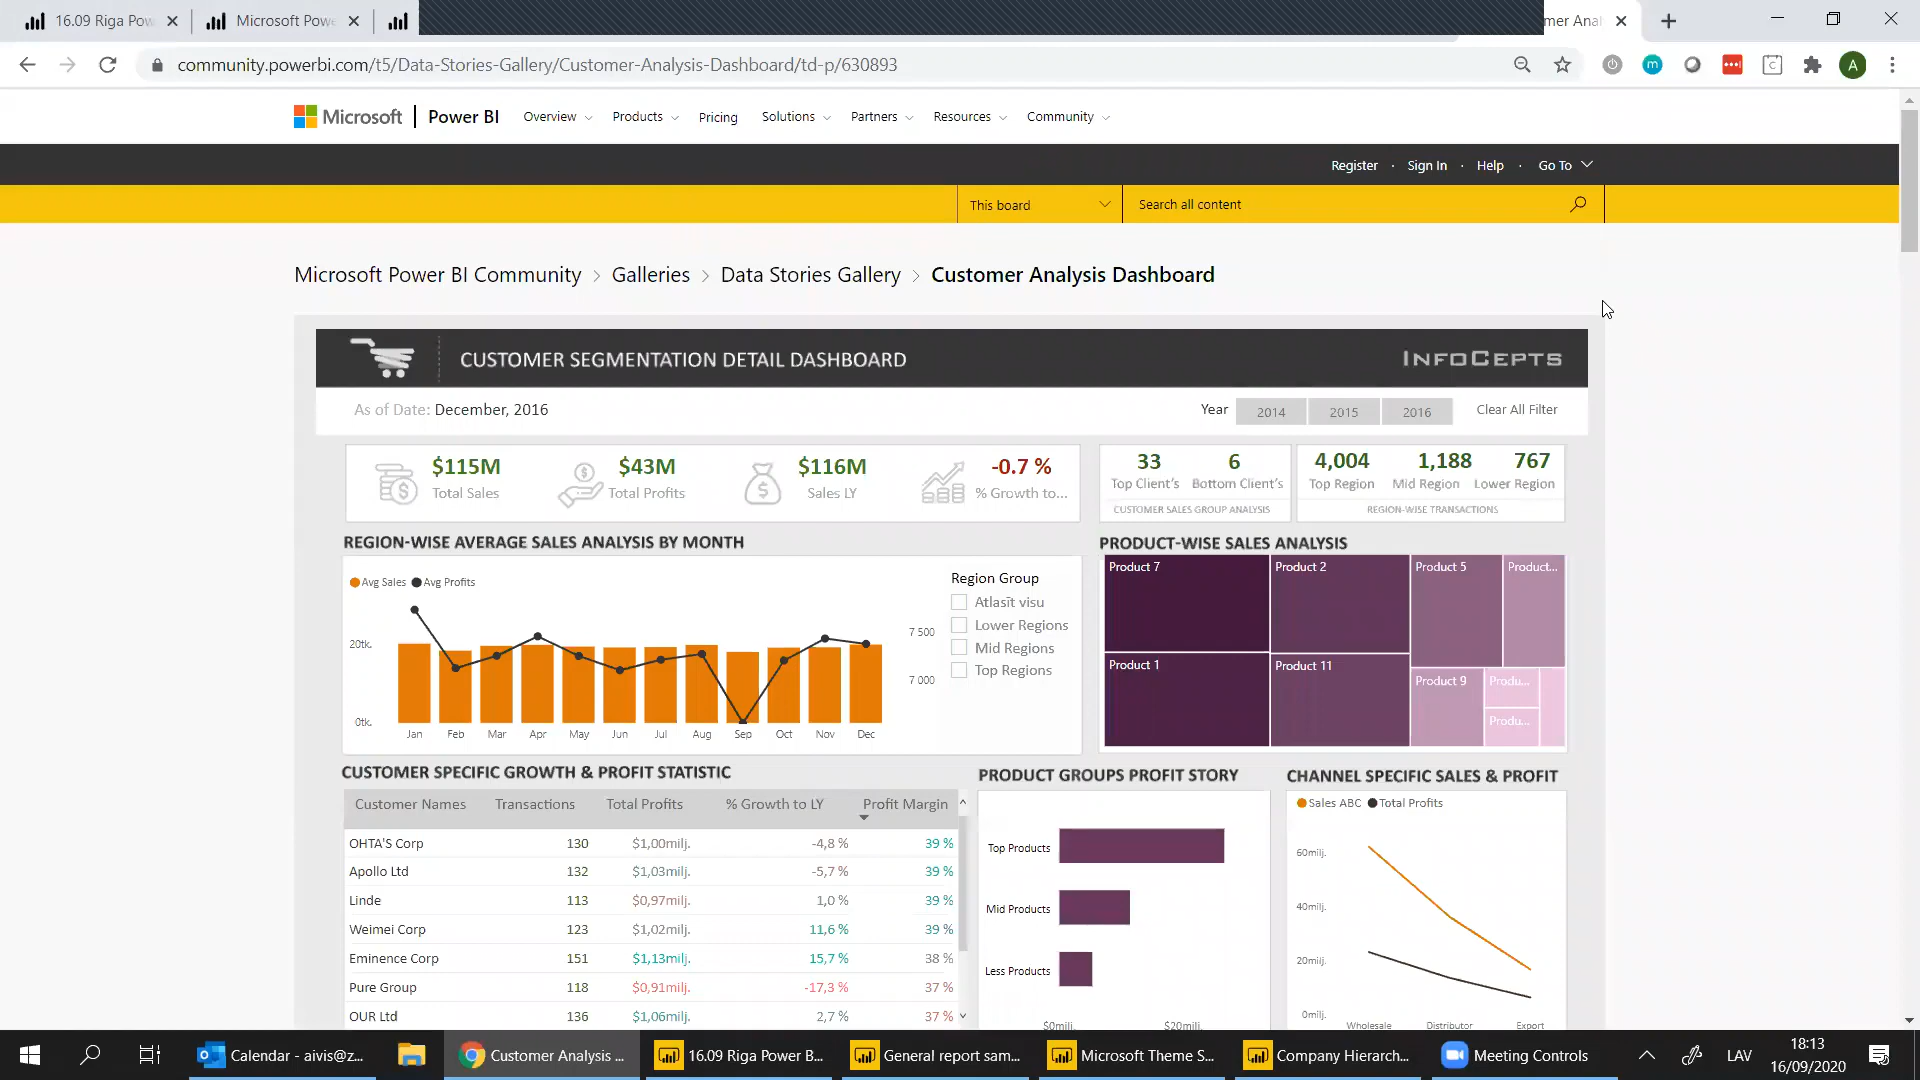 16.09 Riga Pow
Microsoft Powe
mer Anal
community.powerbi.com/t5/Data-Stories-Gallery/Customer-Analysis-Dashboard/td-p/630893
m
C
A
Microsoft
Power BI
Overview
Products
Pricing
Solutions
Partners
Resources
Community
Register · Sign In · Help · Go To
This board
Search all content
Microsoft Power BI Community > Galleries > Data Stories Gallery > Customer Analysis Dashboard
CUSTOMER SEGMENTATION DETAIL DASHBOARD
INFOCEPTS
As of Date: December, 2016
Year
2014
2015
2016
Clear All Filter
$115M
Total Sales
$43M
Total Profits
$116M
Sales LY
-0.7 %
% Growth to...
33
Top Client's
6
Bottom Client's
CUSTOMER SALES GROUP ANALYSIS
4,004
Top Region
1,188
Mid Region
767
Lower Region
REGION-WISE TRANSACTIONS
REGION-WISE AVERAGE SALES ANALYSIS BY MONTH
Avg Sales Avg Profits
20tk.
0tk.
7 500
7 000
Jan Feb Mar Apr May Jun Jul Aug Sep Oct Nov Dec
Region Group
Atlasīt visu
Lower Regions
Mid Regions
Top Regions
PRODUCT-WISE SALES ANALYSIS
Product 7
Product 2
Product 5
Product...
Product 1
Product 11
Product 9
Produ...
Produ...
CUSTOMER SPECIFIC GROWTH & PROFIT STATISTIC
Customer Names Transactions Total Profits % Growth to LY Profit Margin
OHTA'S Corp 130 $1,00milj. -4,8 % 39 %
Apollo Ltd 132 $1,03milj. -5,7 % 39 %
Linde 113 $0,97milj. 1,0 % 39 %
Weimei Corp 123 $1,02milj. 11,6 % 39 %
Eminence Corp 151 $1,13milj. 15,7 % 38 %
Pure Group 118 $0,91milj. -17,3 % 37 %
OUR Ltd 136 $1,06milj. 2,7 % 37 %
PRODUCT GROUPS PROFIT STORY
Top Products
Mid Products
Less Products
$0milj. $20milj.
CHANNEL SPECIFIC SALES & PROFIT
Sales ABC Total Profits
60milj.
40milj.
20milj.
0milj.
Wholesale Distributor Export
Calendar - aivis@z...
Customer Analysis ...
16.09 Riga Power B...
General report sam...
Microsoft Theme S...
Company Hierarch...
Meeting Controls
LAV
18:13
16/09/2020